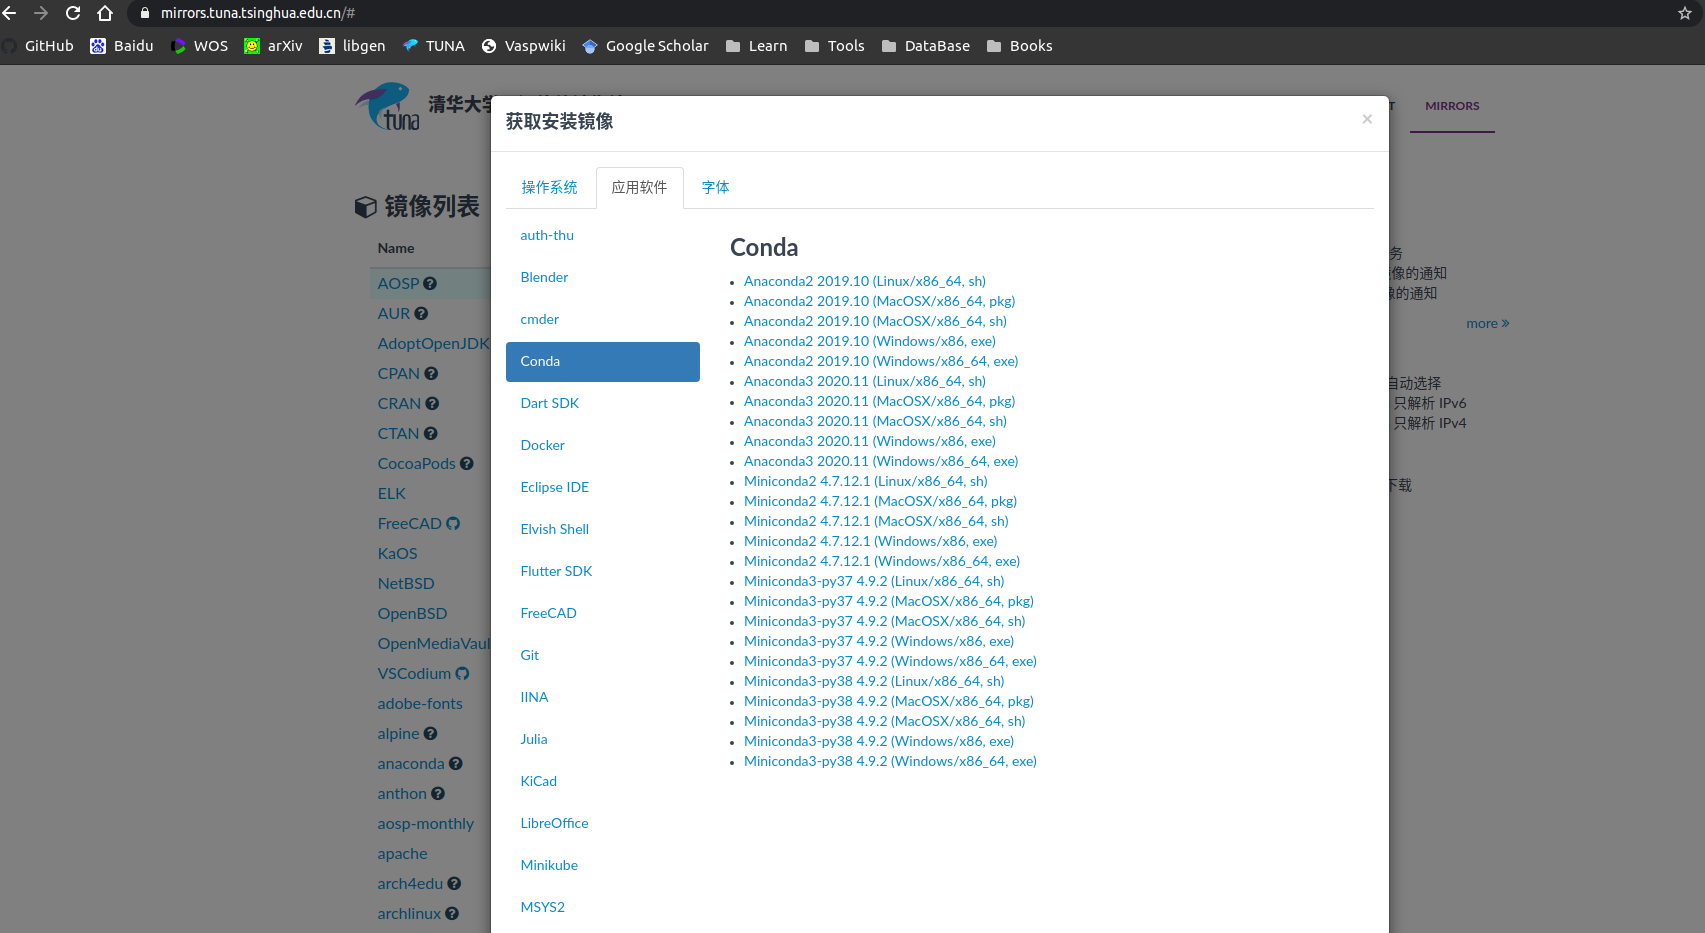 mirrors.tuna.tsinghua.edu.cn/#
GitHub Baidu WOS arXiv libgen TUNA Vaspwiki Google Scholar Learn Tools DataBase Books
tuna 清华大学
MIRRORS
获取安装镜像 ×
操作系统 应用软件 字体
镜像列表
Name
AOSP
AUR
AdoptOpenJDK
CPAN
CRAN
CTAN
CocoaPods
ELK
FreeCAD
KaOS
NetBSD
OpenBSD
OpenMediaVaul
VSCodium
adobe-fonts
alpine
anaconda
anthon
aosp-monthly
apache
arch4edu
archlinux
auth-thu
Blender
cmder
Conda
Dart SDK
Docker
Eclipse IDE
Elvish Shell
Flutter SDK
FreeCAD
Git
IINA
Julia
KiCad
LibreOffice
Minikube
MSYS2
Conda
Anaconda2 2019.10 (Linux/x86_64, sh)
Anaconda2 2019.10 (MacOSX/x86_64, pkg)
Anaconda2 2019.10 (MacOSX/x86_64, sh)
Anaconda2 2019.10 (Windows/x86, exe)
Anaconda2 2019.10 (Windows/x86_64, exe)
Anaconda3 2020.11 (Linux/x86_64, sh)
Anaconda3 2020.11 (MacOSX/x86_64, pkg)
Anaconda3 2020.11 (MacOSX/x86_64, sh)
Anaconda3 2020.11 (Windows/x86, exe)
Anaconda3 2020.11 (Windows/x86_64, exe)
Miniconda2 4.7.12.1 (Linux/x86_64, sh)
Miniconda2 4.7.12.1 (MacOSX/x86_64, pkg)
Miniconda2 4.7.12.1 (MacOSX/x86_64, sh)
Miniconda2 4.7.12.1 (Windows/x86, exe)
Miniconda2 4.7.12.1 (Windows/x86_64, exe)
Miniconda3-py37 4.9.2 (Linux/x86_64, sh)
Miniconda3-py37 4.9.2 (MacOSX/x86_64, pkg)
Miniconda3-py37 4.9.2 (MacOSX/x86_64, sh)
Miniconda3-py37 4.9.2 (Windows/x86, exe)
Miniconda3-py37 4.9.2 (Windows/x86_64, exe)
Miniconda3-py38 4.9.2 (Linux/x86_64, sh)
Miniconda3-py38 4.9.2 (MacOSX/x86_64, pkg)
Miniconda3-py38 4.9.2 (MacOSX/x86_64, sh)
Miniconda3-py38 4.9.2 (Windows/x86, exe)
Miniconda3-py38 4.9.2 (Windows/x86_64, exe)
务
像的通知
的通知
more »
自动选择
只解析 IPv6
只解析 IPv4
下载